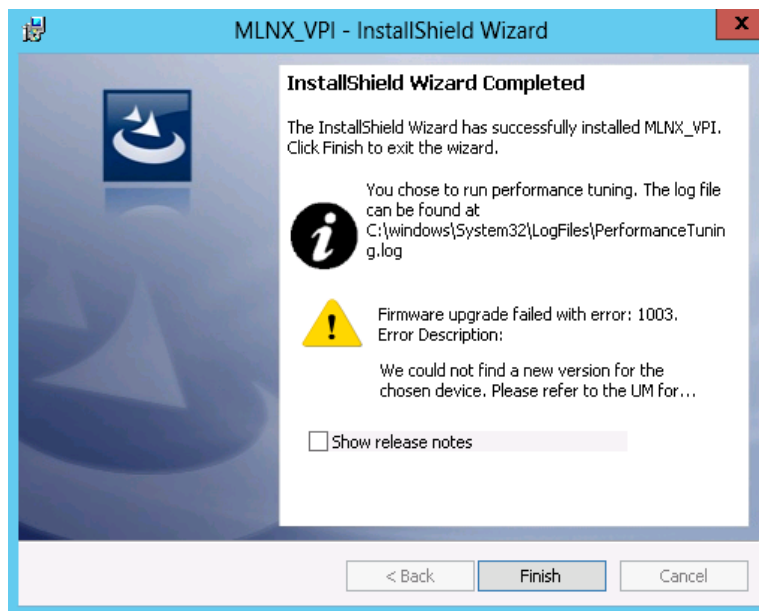 MLNX_VPI - InstallShield Wizard
x
InstallShield Wizard Completed
The InstallShield Wizard has successfully installed MLNX_VPI.
Click Finish to exit the wizard.
You chose to run performance tuning. The log file
can be found at
C:\windows\System32\LogFiles\PerformanceTunin
g.log
Firmware upgrade failed with error: 1003.
Error Description:
We could not find a new version for the
chosen device. Please refer to the UM for...
Show release notes
< Back Finish Cancel